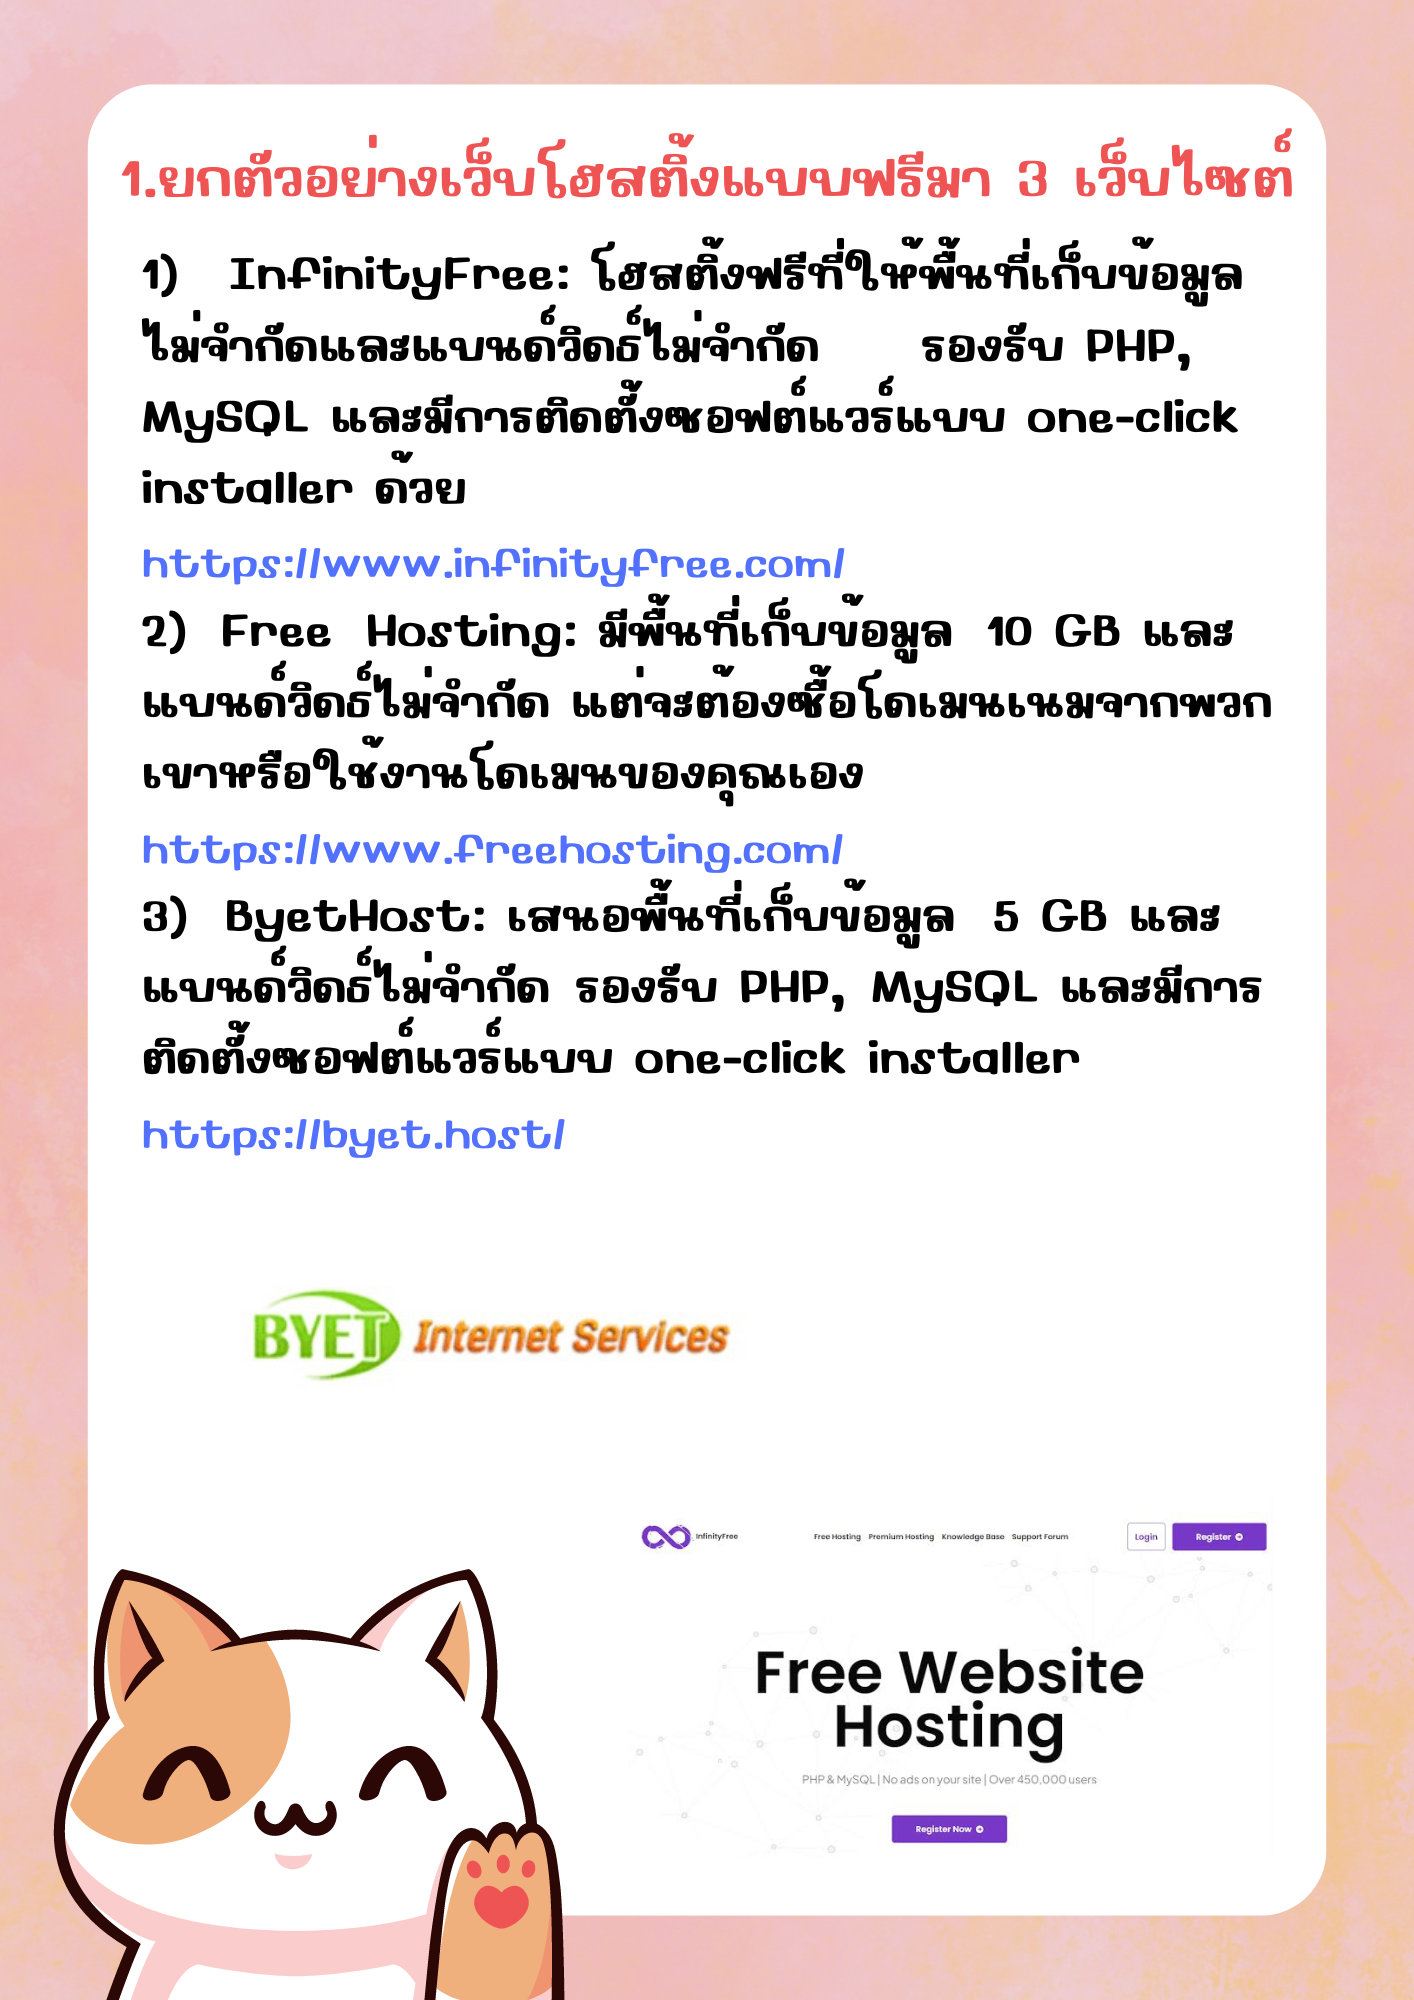 1.ยกตัวอย่างเว็บโฮสติ้งแบบฟรีมา 3 เว็บไซต์
1) InfinityFree: โฮสติ้งฟรีที่ให้พื้นที่เก็บข้อมูล
ไม่จำกัดและแบนด์วิดธ์ไม่จำกัด รองรับ PHP,
MySQL และมีการติดตั้งซอฟต์แวร์แบบ one-click
installer ด้วย
https://www.infinityfree.com/
2) Free Hosting: มีพื้นที่เก็บข้อมูล 10 GB และ
แบนด์วิดธ์ไม่จำกัด แต่จะต้องซื้อโดเมนเนมจากพวก
เขาหรือใช้งานโดเมนของคุณเอง
https://www.freehosting.com/
3) ByetHost: เสนอพื้นที่เก็บข้อมูล 5 GB และ
แบนด์วิดธ์ไม่จำกัด รองรับ PHP, MySQL และมีการ
ติดตั้งซอฟต์แวร์แบบ one-click installer
https://byet.host/
BYET Internet Services
InfinityFree Free Hosting Premium Hosting Knowledge Base Support Forum Login Register
Free Website
Hosting
PHP & MySQL | No ads on your site | Over 450,000 users
Register Now